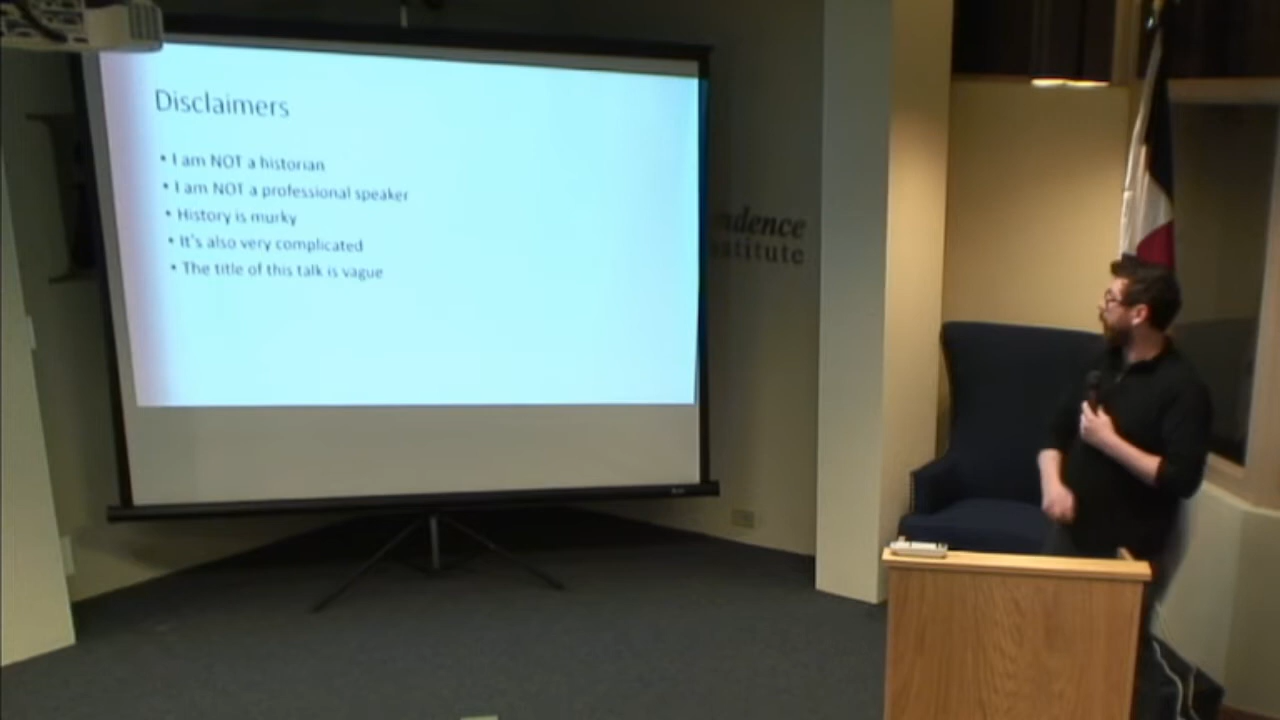 Disclaimers
• I am NOT a historian
• I am NOT a professional speaker
• History is murky
• It's also very complicated
• The title of this talk is vague
ndence
stitute